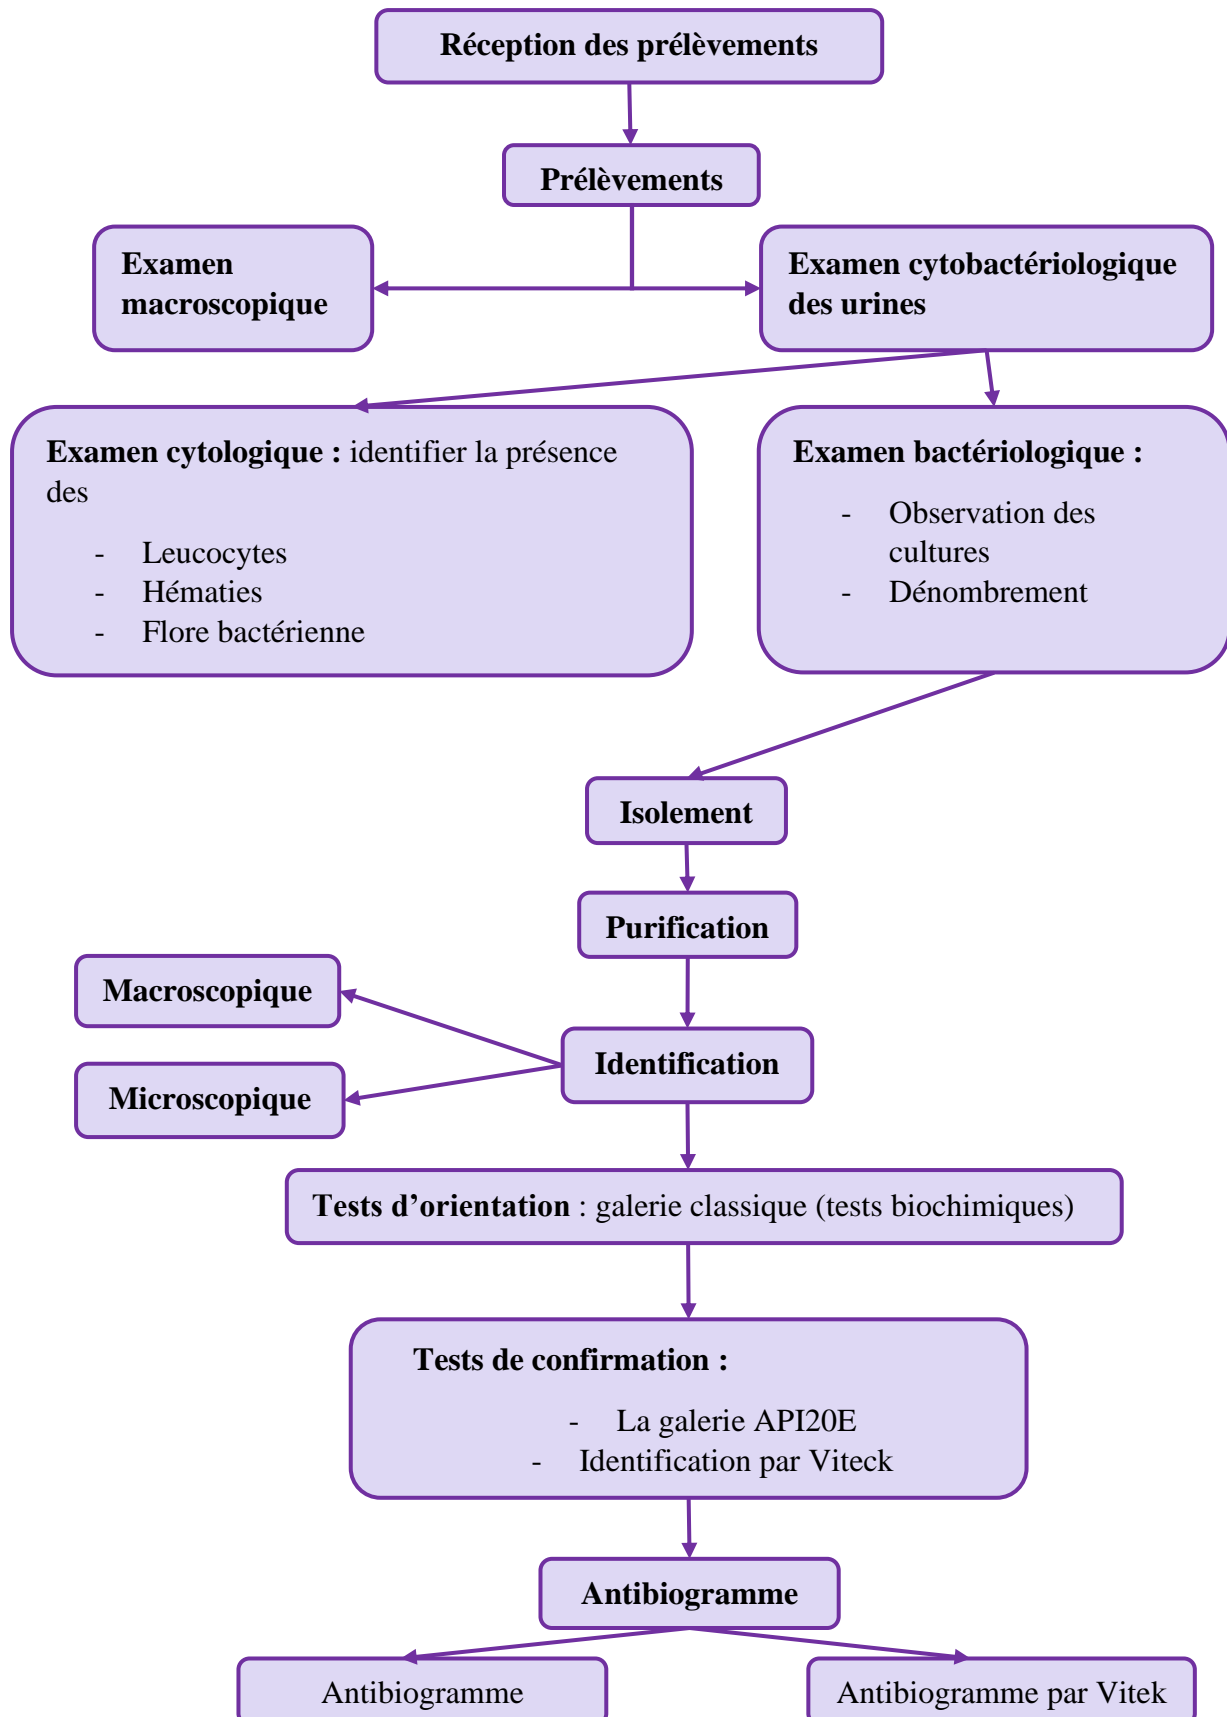 Réception des prélèvements
Prélèvements
Examen
macroscopique
Examen cytobactériologique
des urines
Examen cytologique : identifier la présence
des
- Leucocytes
- Hématies
- Flore bactérienne
Examen bactériologique :
- Observation des
cultures
- Dénombrement
Isolement
Purification
Macroscopique
Identification
Microscopique
Tests d’orientation : galerie classique (tests biochimiques)
Tests de confirmation :
- La galerie API20E
- Identification par Viteck
Antibiogramme
Antibiogramme
Antibiogramme par Vitek